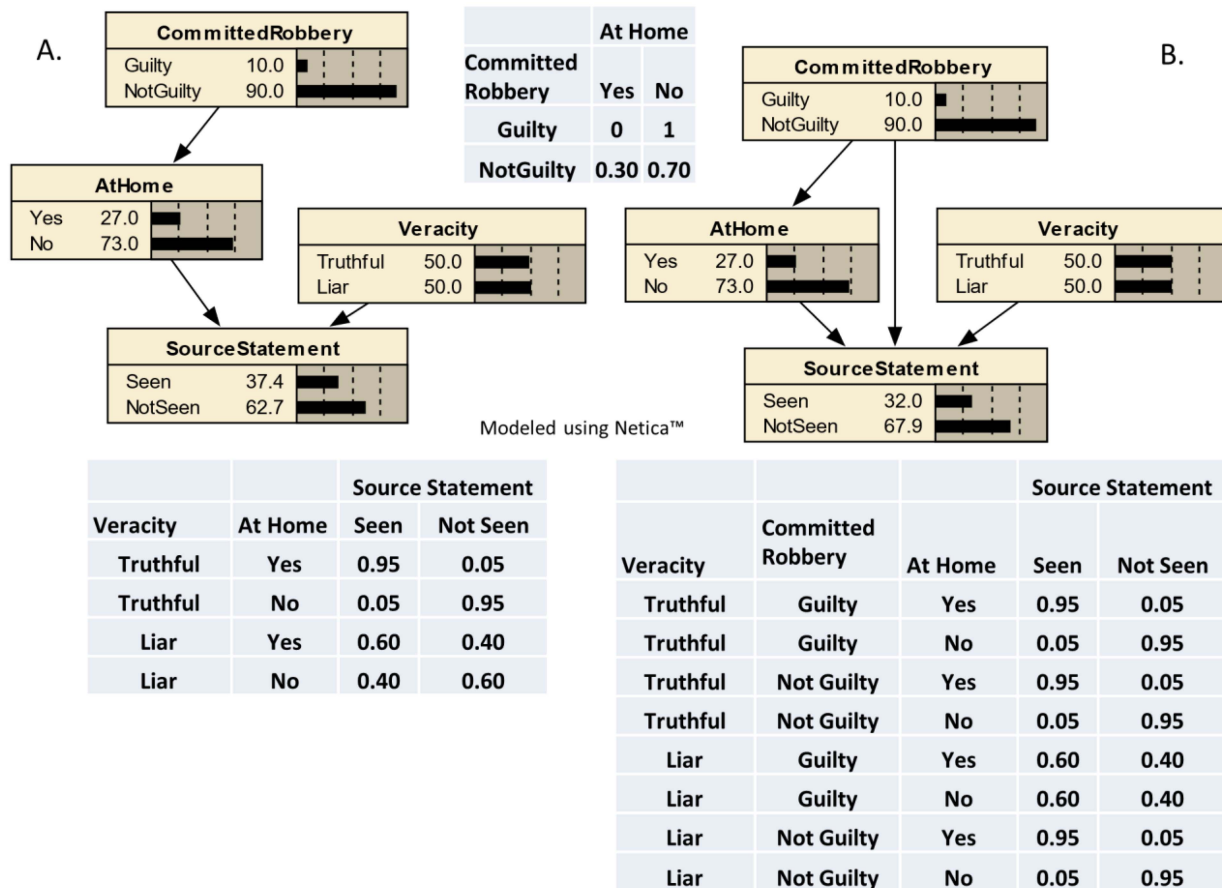 A.
CommittedRobbery
Guilty 10.0
NotGuilty 90.0
AtHome
Yes 27.0
No 73.0
Veracity
Truthful 50.0
Liar 50.0
SourceStatement
Seen 37.4
NotSeen 62.7
At Home
Committed
Robbery Yes No
Guilty 0 1
NotGuilty 0.30 0.70
B.
CommittedRobbery
Guilty 10.0
NotGuilty 90.0
AtHome
Yes 27.0
No 73.0
Veracity
Truthful 50.0
Liar 50.0
SourceStatement
Seen 32.0
NotSeen 67.9
Modeled using Netica™
Source Statement
Veracity At Home Seen Not Seen
Truthful Yes 0.95 0.05
Truthful No 0.05 0.95
Liar Yes 0.60 0.40
Liar No 0.40 0.60
Source Statement
Committed
Veracity Robbery At Home Seen Not Seen
Truthful Guilty Yes 0.95 0.05
Truthful Guilty No 0.05 0.95
Truthful Not Guilty Yes 0.95 0.05
Truthful Not Guilty No 0.05 0.95
Liar Guilty Yes 0.60 0.40
Liar Guilty No 0.60 0.40
Liar Not Guilty Yes 0.95 0.05
Liar Not Guilty No 0.05 0.95